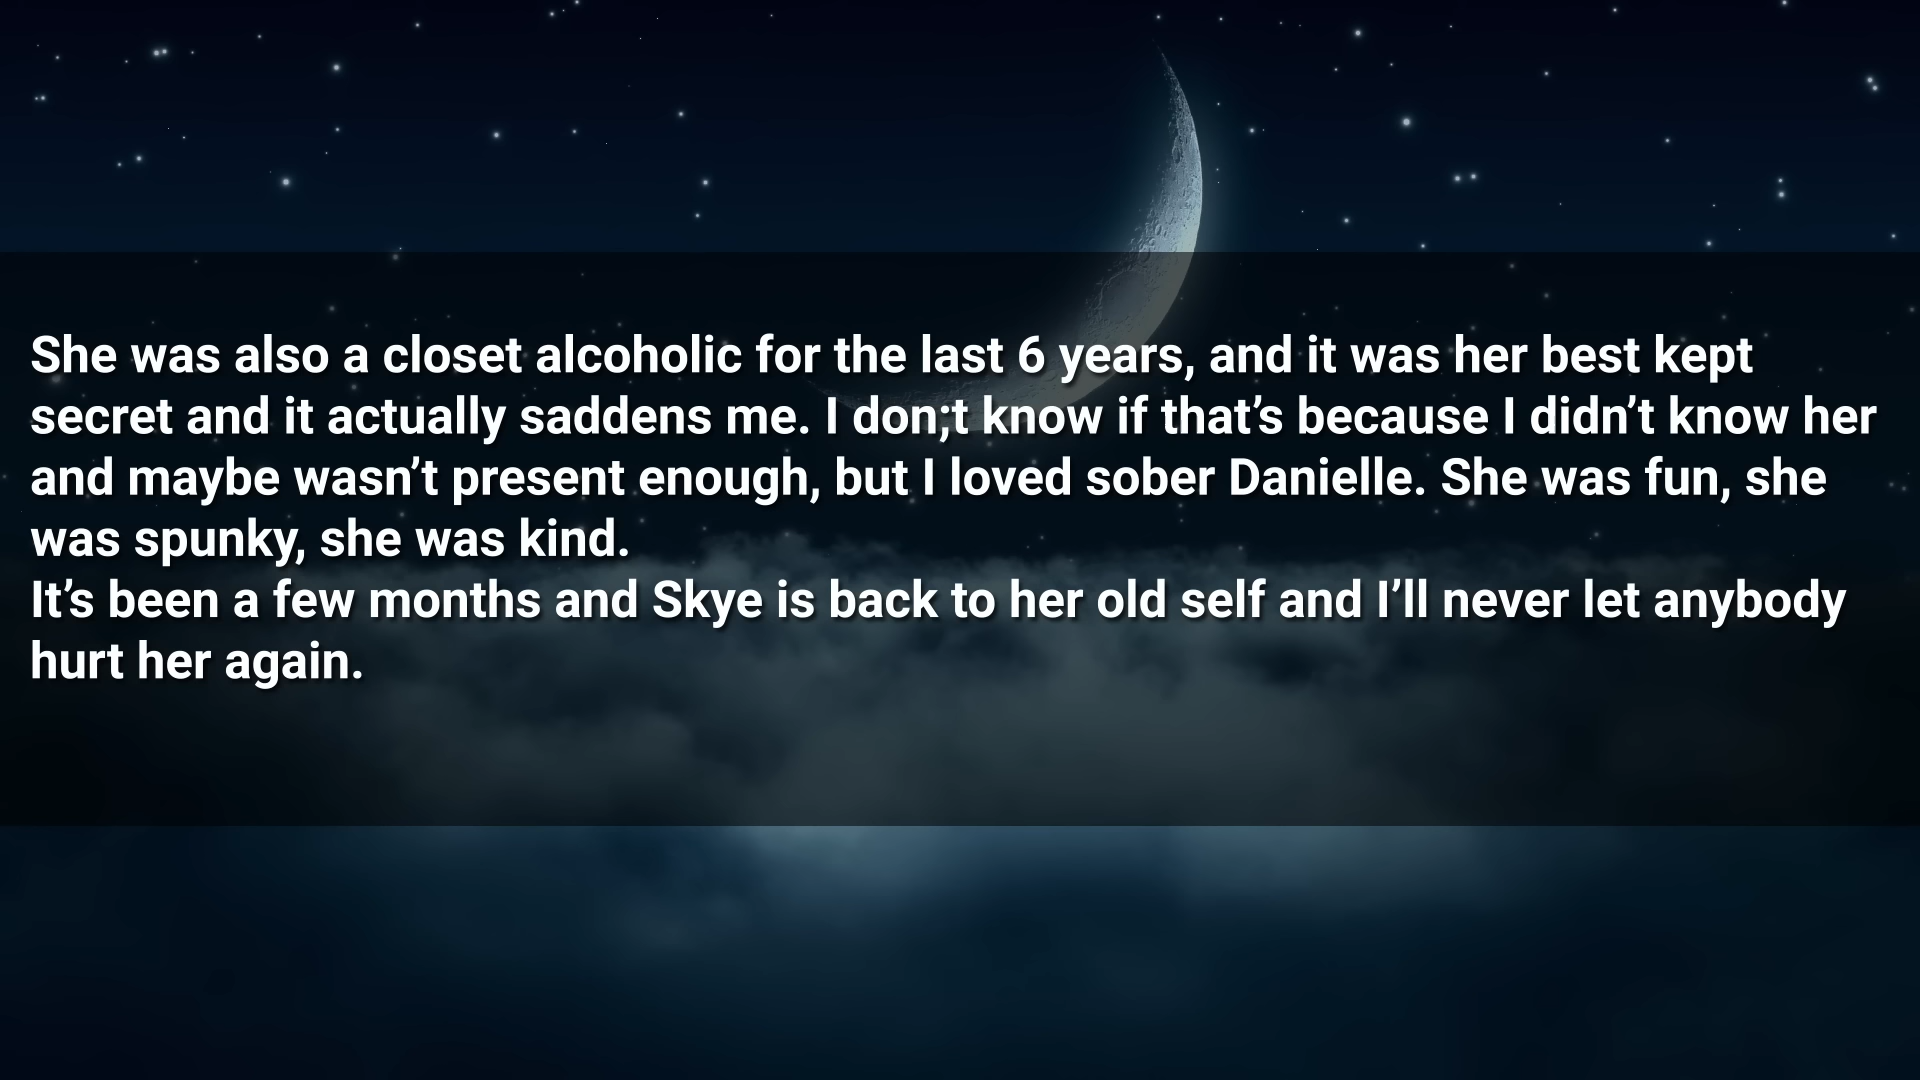 She was also a closet alcoholic for the last 6 years, and it was her best kept
secret and it actually saddens me. I don;t know if that’s because I didn’t know her
and maybe wasn’t present enough, but I loved sober Danielle. She was fun, she
was spunky, she was kind.
It’s been a few months and Skye is back to her old self and I’ll never let anybody
hurt her again.